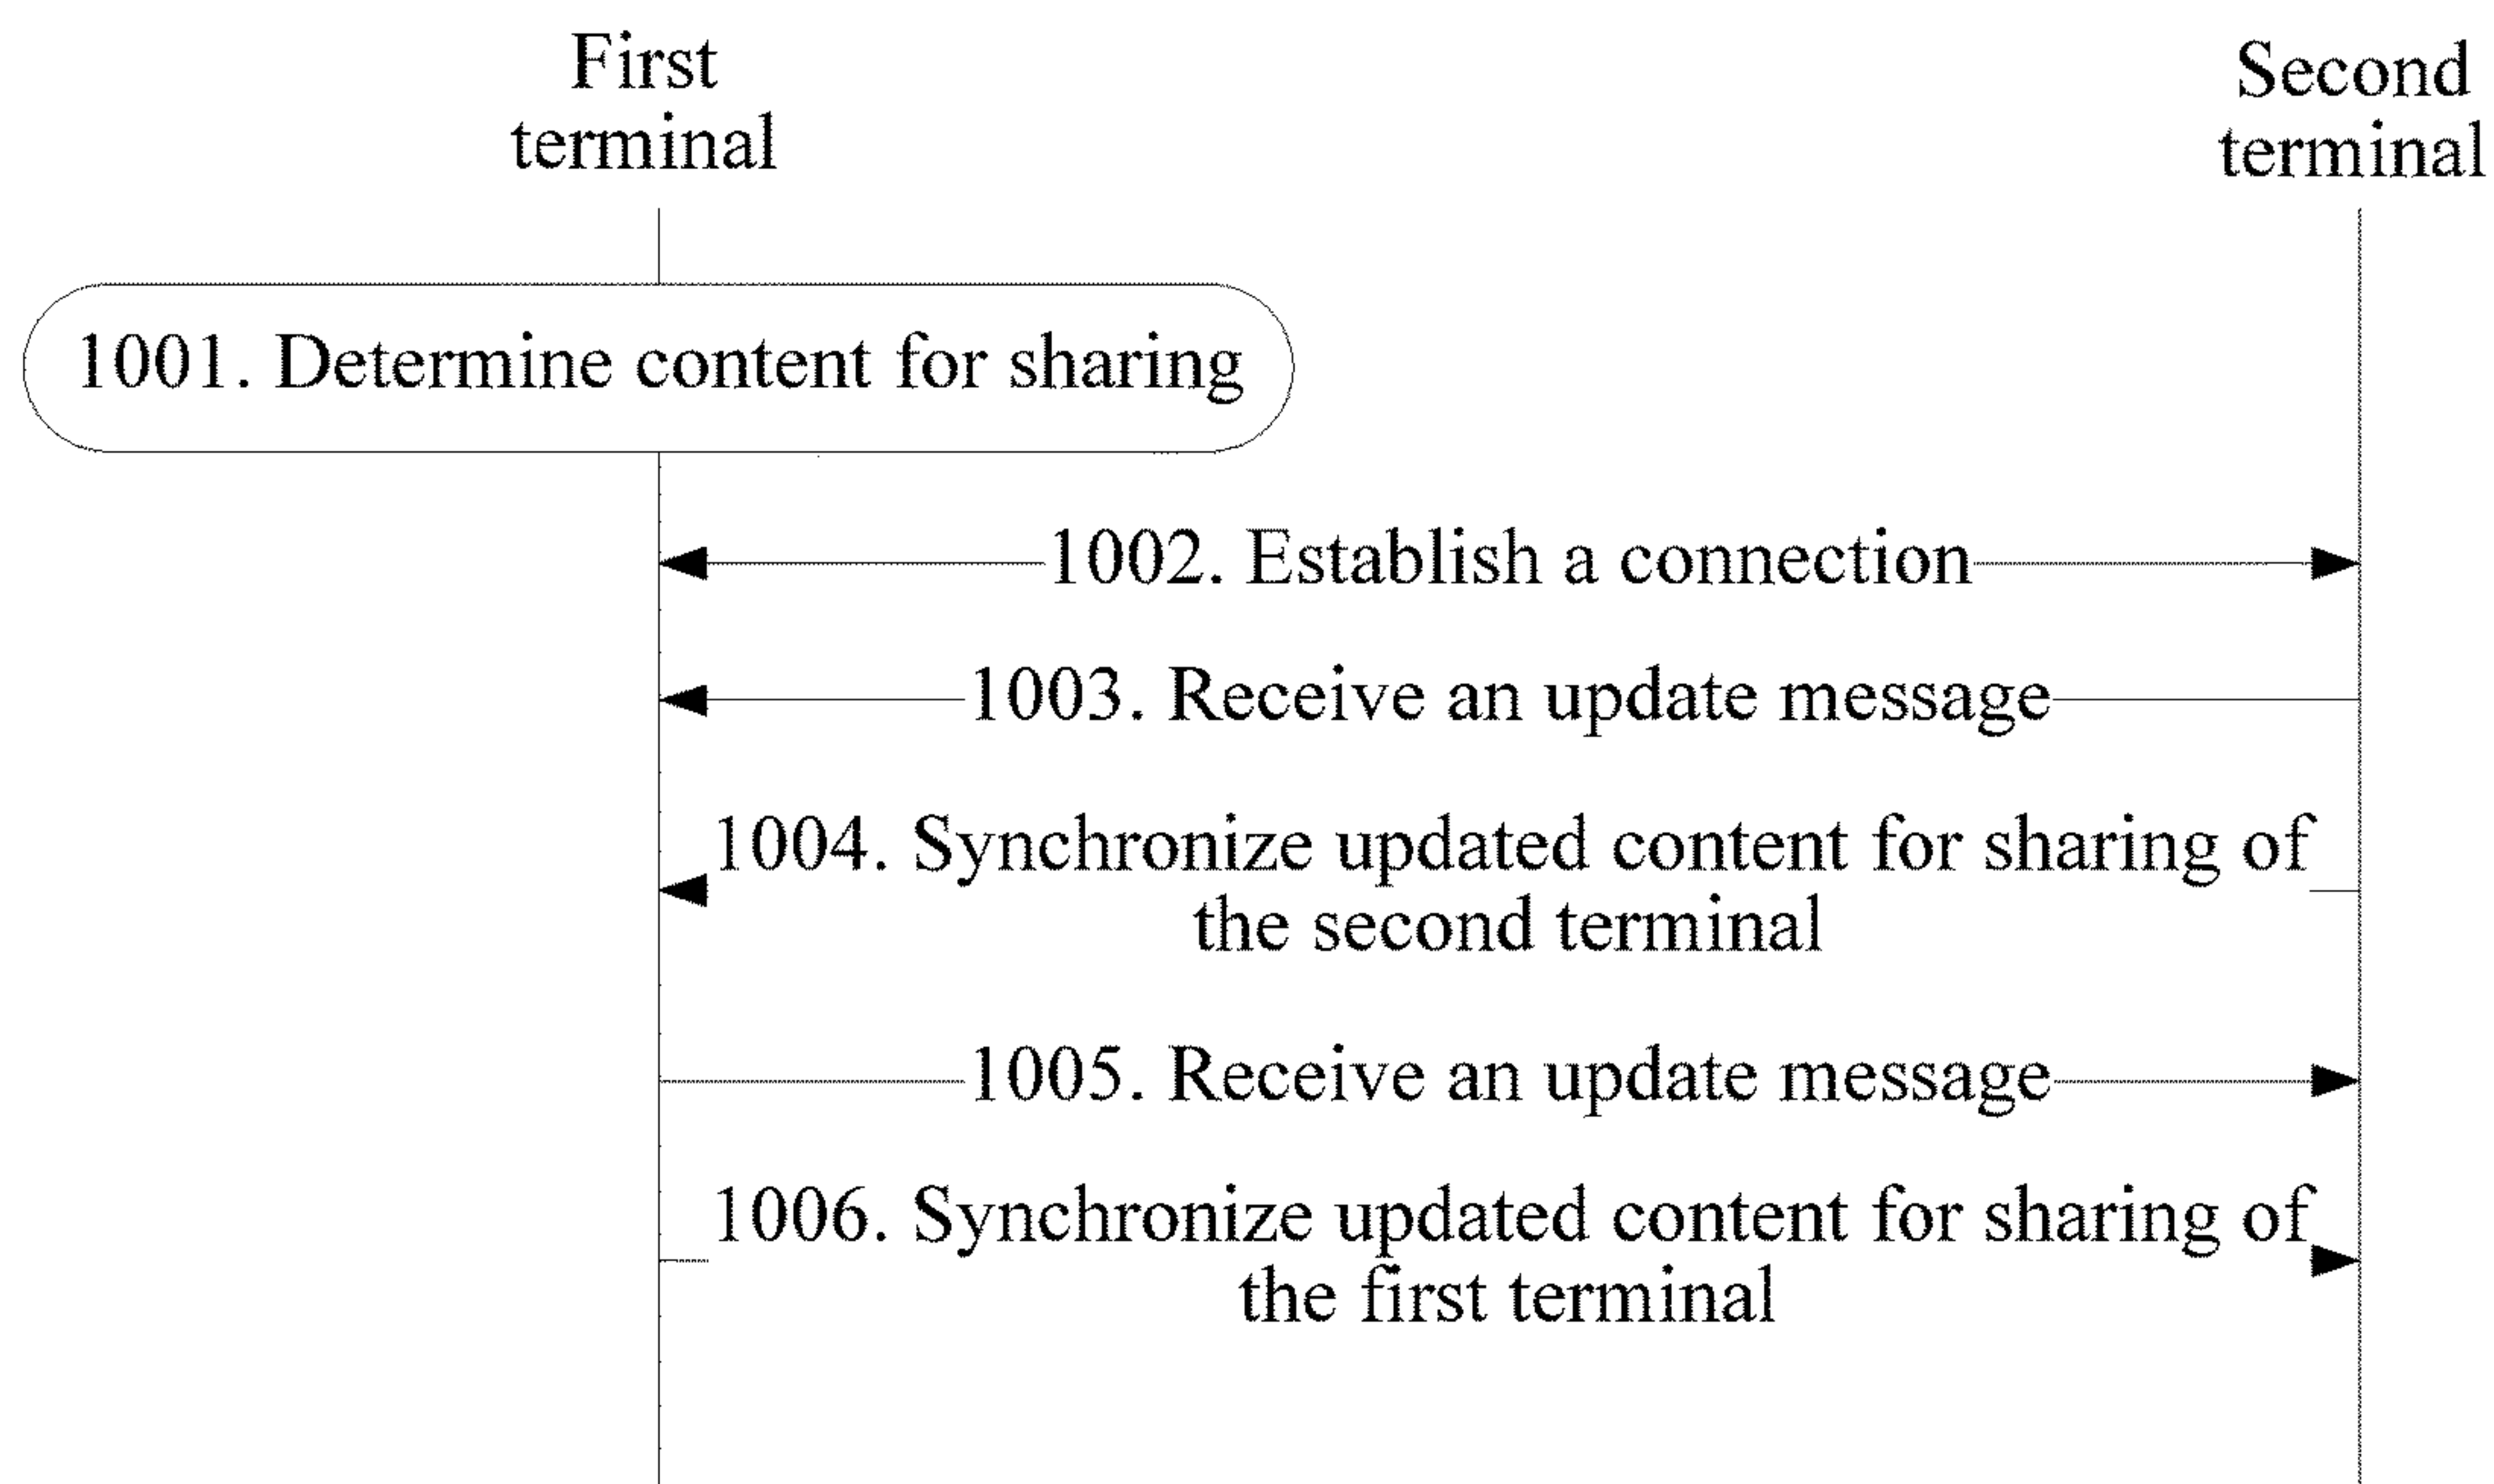 First
terminal
Second
terminal
1001. Determine content for sharing
1002. Establish a connection
1003. Receive an update message
1004. Synchronize updated content for sharing of
the second terminal
1005. Receive an update message
1006. Synchronize updated content for sharing of
the first terminal